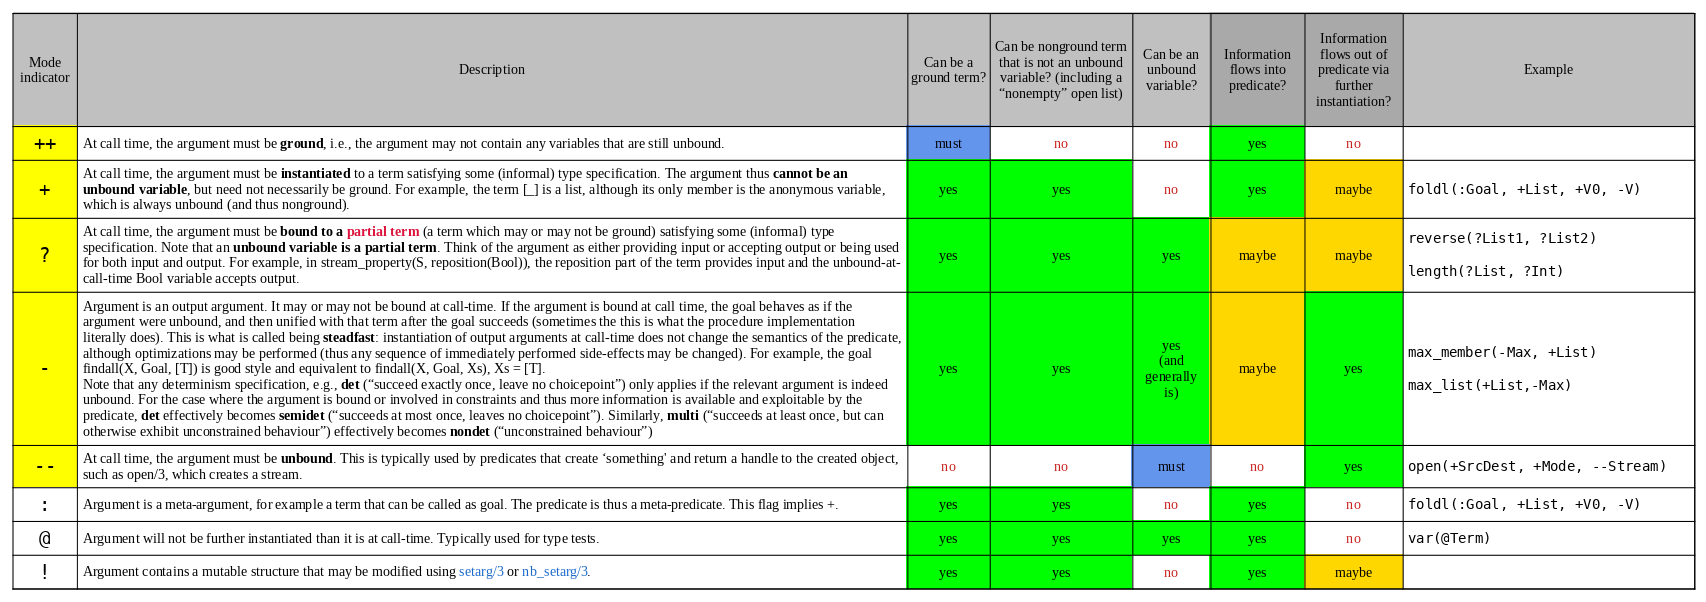 Mode
indicator
Description
Can be a
ground term?
Can be nonground term
that is not an unbound
variable? (including a
“nonempty” open list)
Can be an
unbound
variable?
Information
flows into
predicate?
Information
flows out of
predicate via
further
instantiation?
Example
++
At call time, the argument must be ground, i.e., the argument may not contain any variables that are still unbound.
must
no
no
yes
no
+
At call time, the argument must be instantiated to a term satisfying some (informal) type specification. The argument thus cannot be an
unbound variable, but need not necessarily be ground. For example, the term [_] is a list, although its only member is the anonymous variable,
which is always unbound (and thus nonground).
yes
yes
no
yes
maybe
foldl(:Goal, +List, +V0, -V)
?
At call time, the argument must be bound to a partial term (a term which may or may not be ground) satisfying some (informal) type
specification. Note that an unbound variable is a partial term. Think of the argument as either providing input or accepting output or being used
for both input and output. For example, in stream_property(S, reposition(Bool)), the reposition part of the term provides input and the unbound-at-
call-time Bool variable accepts output.
yes
yes
yes
maybe
maybe
reverse(?List1, ?List2)
length(?List, ?Int)
-
Argument is an output argument. It may or may not be bound at call-time. If the argument is bound at call time, the goal behaves as if the
argument were unbound, and then unified with that term after the goal succeeds (sometimes the this is what the procedure implementation
literally does). This is what is called being steadfast: instantiation of output arguments at call-time does not change the semantics of the predicate,
although optimizations may be performed (thus any sequence of immediately performed side-effects may be changed). For example, the goal
findall(X, Goal, [T]) is good style and equivalent to findall(X, Goal, Xs), Xs = [T].
Note that any determinism specification, e.g., det (“succeed exactly once, leave no choicepoint”) only applies if the relevant argument is indeed
unbound. For the case where the argument is bound or involved in constraints and thus more information is available and exploitable by the
predicate, det effectively becomes semidet (“succeeds at most once, leaves no choicepoint”). Similarly, multi (“succeeds at least once, but can
otherwise exhibit unconstrained behaviour”) effectively becomes nondet (“unconstrained behaviour”)
yes
yes
yes
(and
generally
is)
maybe
yes
max_member(-Max, +List)
max_list(+List,-Max)
--
At call time, the argument must be unbound. This is typically used by predicates that create ‘something' and return a handle to the created object,
such as open/3, which creates a stream.
no
no
must
no
yes
open(+SrcDest, +Mode, --Stream)
:
Argument is a meta-argument, for example a term that can be called as goal. The predicate is thus a meta-predicate. This flag implies +.
yes
yes
no
yes
no
foldl(:Goal, +List, +V0, -V)
@
Argument will not be further instantiated than it is at call-time. Typically used for type tests.
yes
yes
yes
yes
no
var(@Term)
!
Argument contains a mutable structure that may be modified using setarg/3 or nb_setarg/3.
yes
yes
no
yes
maybe